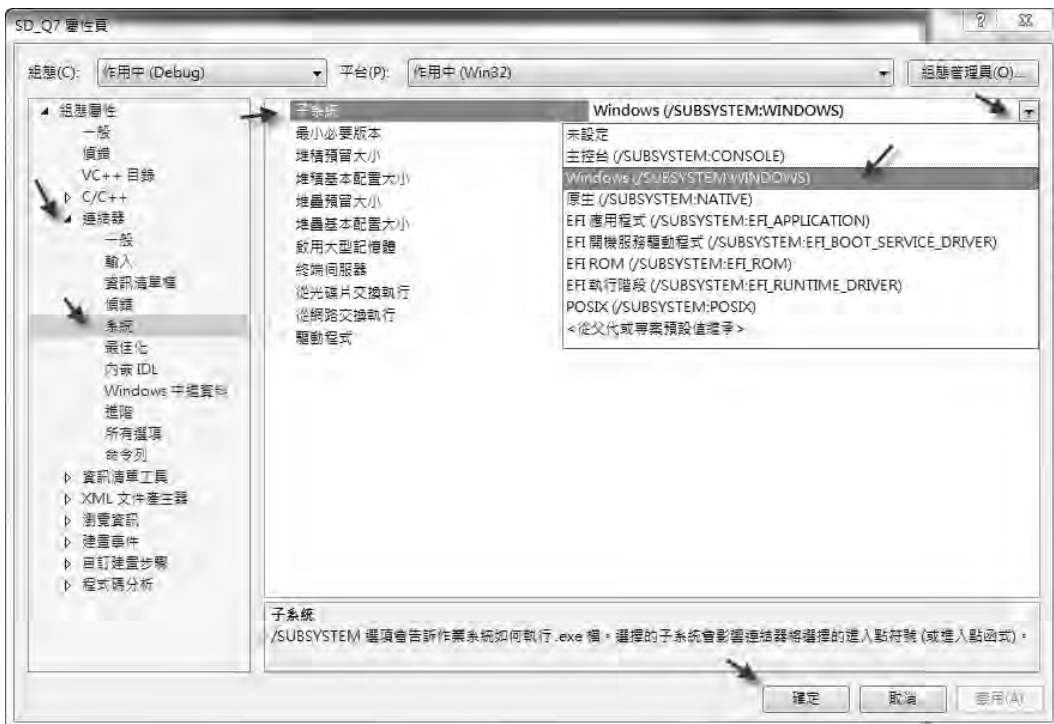 SD_Q7 屬性頁
組態(C): 作用中 (Debug) 平台(P): 作用中 (Win32) 組態管理員(O)...
組態屬性
一般
偵錯
VC++ 目錄
C/C++
連結器
一般
輸入
資訊清單檔
偵錯
系統
最佳化
內嵌 IDL
Windows 中繼資料
進階
所有選項
命令列
資訊清單工具
XML 文件產生器
瀏覽資訊
建置事件
自訂建置步驟
程式碼分析
子系統 Windows (/SUBSYSTEM:WINDOWS)
最小必要版本
堆積預留大小
堆積基本配置大小
堆疊預留大小
堆疊基本配置大小
啟用大型記憶體
終端伺服器
從光碟片交換執行
從網路交換執行
驅動程式
未設定
主控台 (/SUBSYSTEM:CONSOLE)
Windows (/SUBSYSTEM:WINDOWS)
原生 (/SUBSYSTEM:NATIVE)
EFI 應用程式 (/SUBSYSTEM:EFI_APPLICATION)
EFI 開機服務驅動程式 (/SUBSYSTEM:EFI_BOOT_SERVICE_DRIVER)
EFI ROM (/SUBSYSTEM:EFI_ROM)
EFI 執行階段 (/SUBSYSTEM:EFI_RUNTIME_DRIVER)
POSIX (/SUBSYSTEM:POSIX)
<從父代或專案預設值繼承>
子系統
/SUBSYSTEM 選項會告訴作業系統如何執行 .exe 檔。選擇的子系統會影響連結器將選擇的進入點符號 (或進入點函式)。
確定 取消 套用(A)